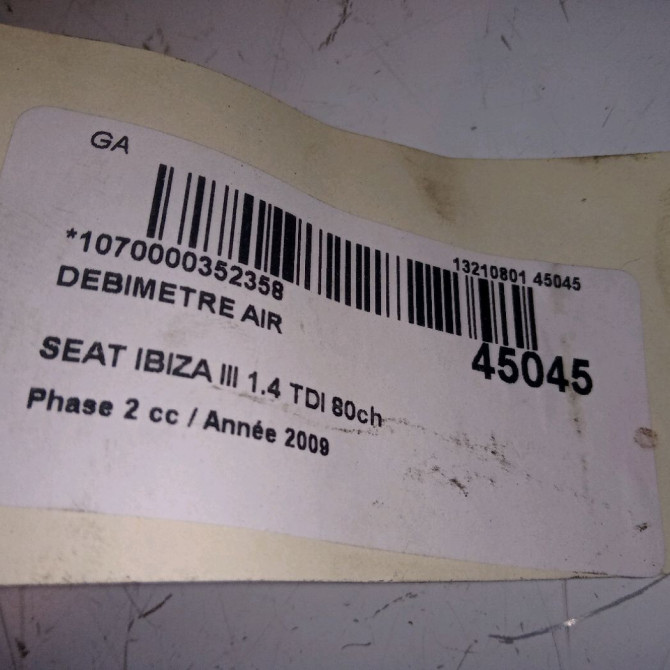 GA
*1070000352358
13210801 45045
DEBIMETRE AIR
45045
SEAT IBIZA III 1.4 TDI 80ch
Phase 2 cc / Année 2009